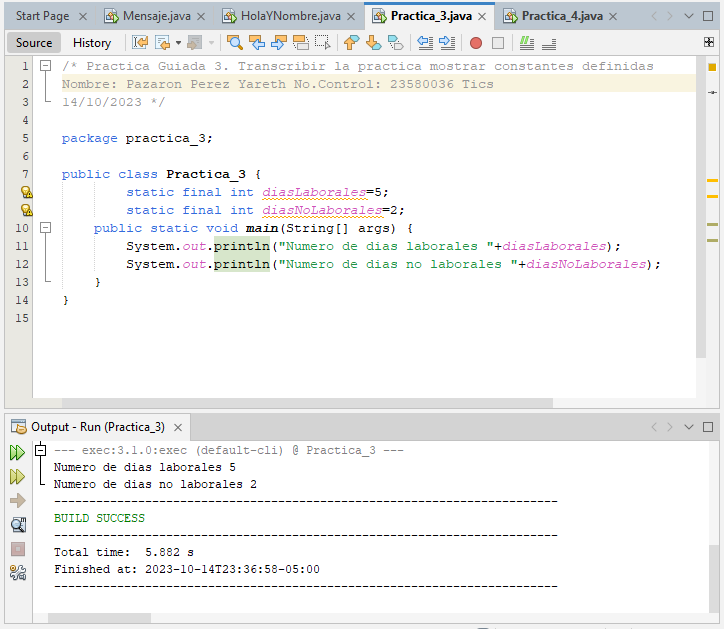 Start Page Mensaje.java HolaYNombre.java Practica_3.java Practica_4.java
Source History
1 /* Practica Guiada 3. Transcribir la practica mostrar constantes definidas
2 Nombre: Pazaron Perez Yareth No.Control: 23580036 Tics
3 14/10/2023 */
4
5 package practica_3;
6
7 public class Practica_3 {
static final int diasLaborales=5;
static final int diasNoLaborales=2;
10 public static void main(String[] args) {
11 System.out.println("Numero de dias laborales "+diasLaborales);
12 System.out.println("Numero de dias no laborales "+diasNoLaborales);
13 }
14 }
15
Output - Run (Practica_3)
--- exec:3.1.0:exec (default-cli) @ Practica_3 ---
Numero de dias laborales 5
Numero de dias no laborales 2
------------------------------------------------------------------------
BUILD SUCCESS
------------------------------------------------------------------------
Total time:  5.882 s
Finished at: 2023-10-14T23:36:58-05:00
------------------------------------------------------------------------